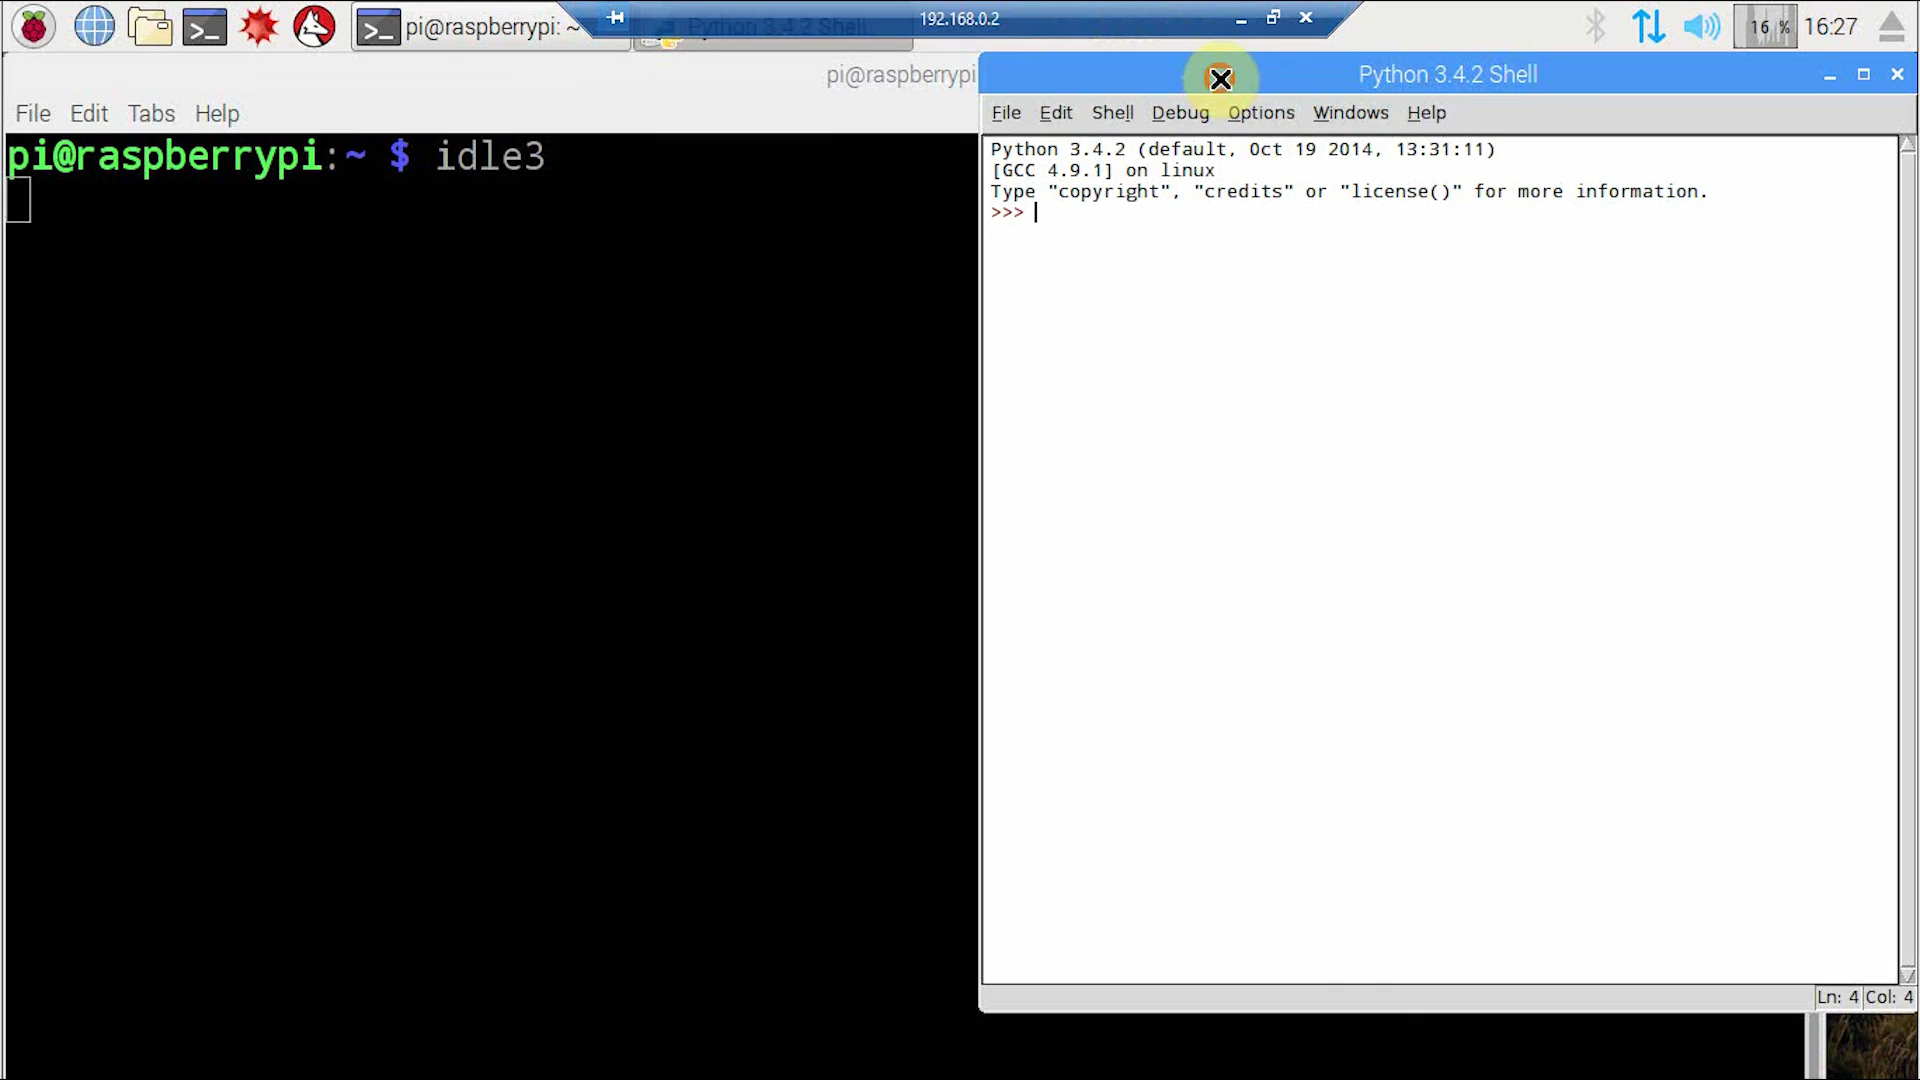 pi@raspberrypi: ~
Python 3.4.2 Shell
192.168.0.2
16 %
16:27
pi@raspberrypi
File Edit Tabs Help
pi@raspberrypi:~ $ idle3
Python 3.4.2 Shell
File Edit Shell Debug Options Windows Help
Python 3.4.2 (default, Oct 19 2014, 13:31:11)
[GCC 4.9.1] on linux
Type "copyright", "credits" or "license()" for more information.
>>>
Ln: 4 Col: 4